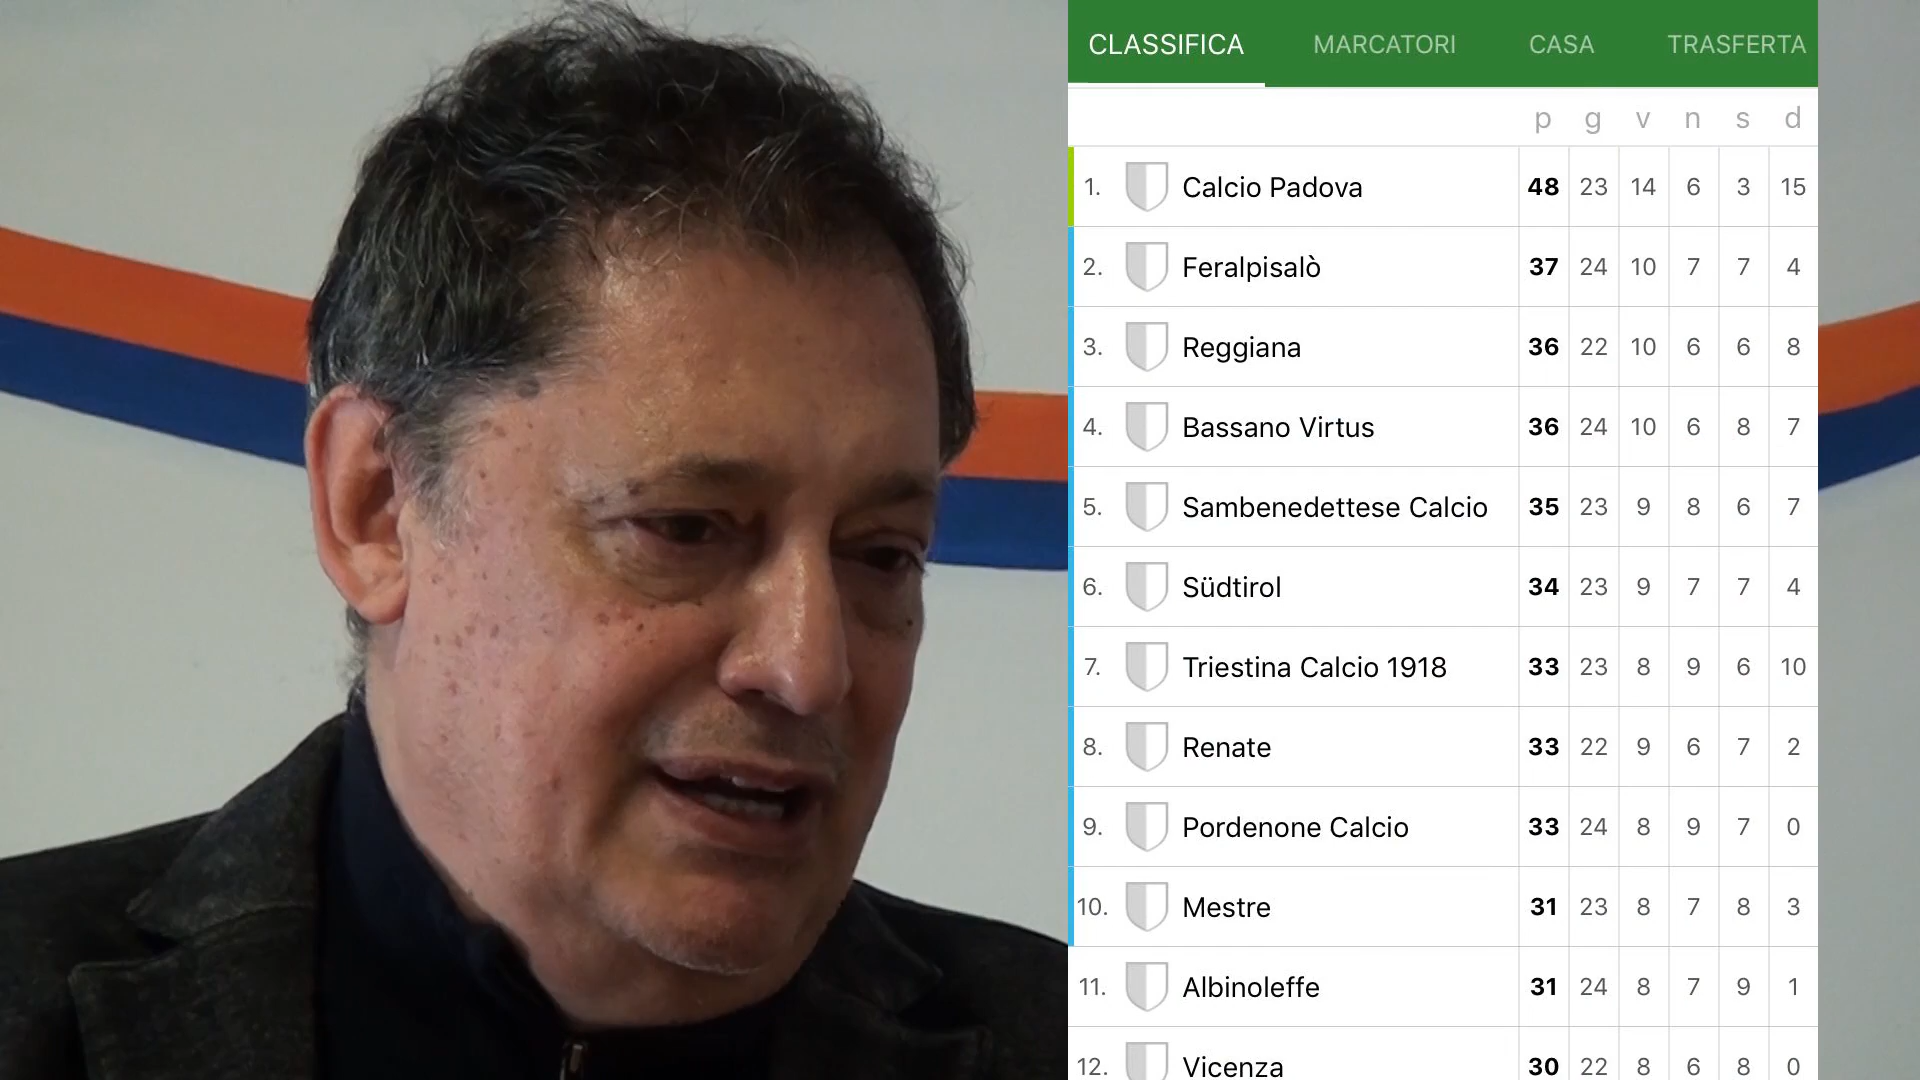 CLASSIFICA MARCATORI CASA TRASFERTA
p g v n s d
1. Calcio Padova 48 23 14 6 3 15
2. Feralpisalò 37 24 10 7 7 4
3. Reggiana 36 22 10 6 6 8
4. Bassano Virtus 36 24 10 6 8 7
5. Sambenedettese Calcio 35 23 9 8 6 7
6. Südtirol 34 23 9 7 7 4
7. Triestina Calcio 1918 33 23 8 9 6 10
8. Renate 33 22 9 6 7 2
9. Pordenone Calcio 33 24 8 9 7 0
10. Mestre 31 23 8 7 8 3
11. Albinoleffe 31 24 8 7 9 1
12. Vicenza 30 22 8 6 8 0